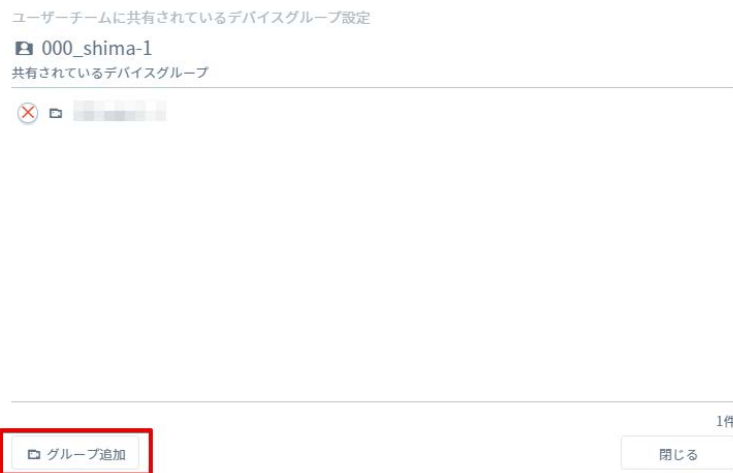 ユーザーチームに共有されているデバイスグループ設定
000_shima-1
共有されているデバイスグループ
1件
グループ追加
閉じる